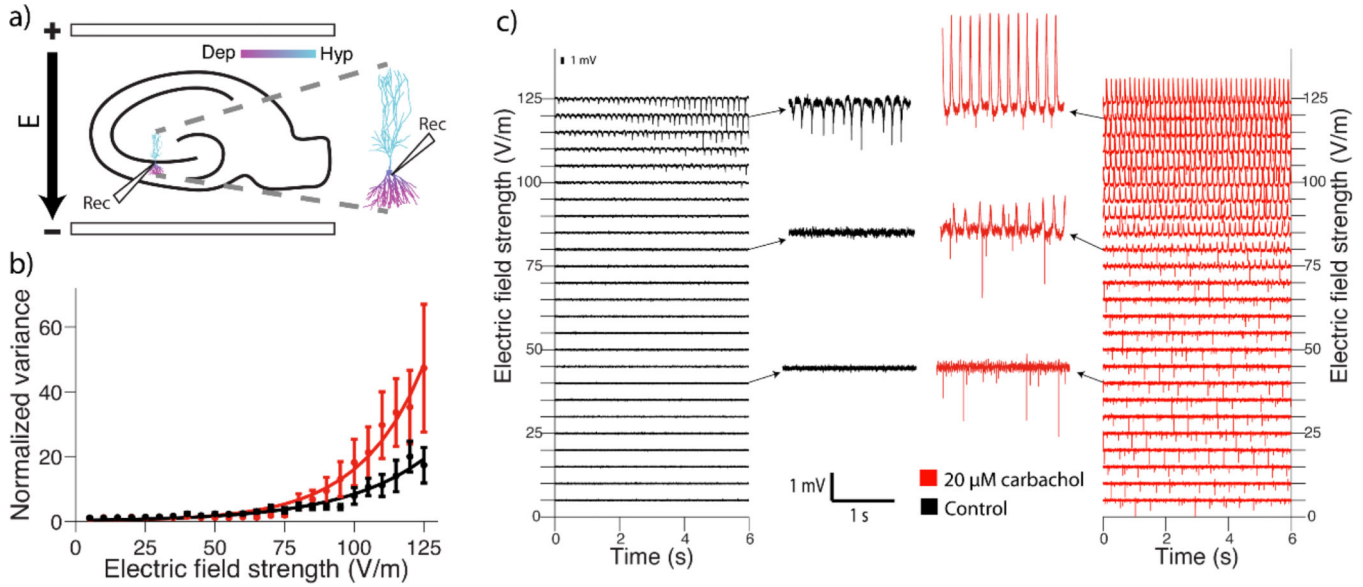 a)
+
Dep
Hyp
E
Rec
Rec
-
b)
Normalized variance
60
40
20
0
0
25
50
75
100
125
Electric field strength (V/m)
c)
1 mV
Electric field strength (V/m)
125
100
75
50
25
0
0
2
4
6
Time (s)
1 mV
1 s
20 µM carbachol
Control
125
100
75
50
25
0
Electric field strength (V/m)
0
2
4
6
Time (s)